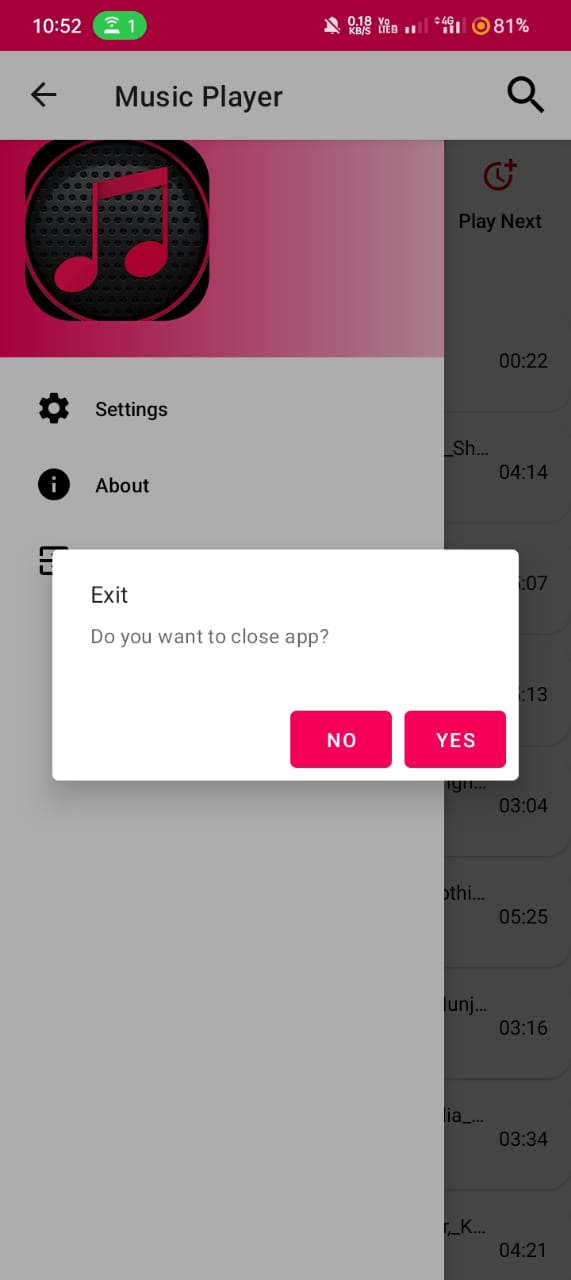 10:52 1 0.18 KB/S Yo LTE 4G 81%
Music Player
Play Next
00:22
_Sh...
04:14
Settings
About
:07
Exit
Do you want to close app?
:13
NO YES
03:04
othi...
05:25
lunj...
03:16
lia_...
03:34
r,_K...
04:21